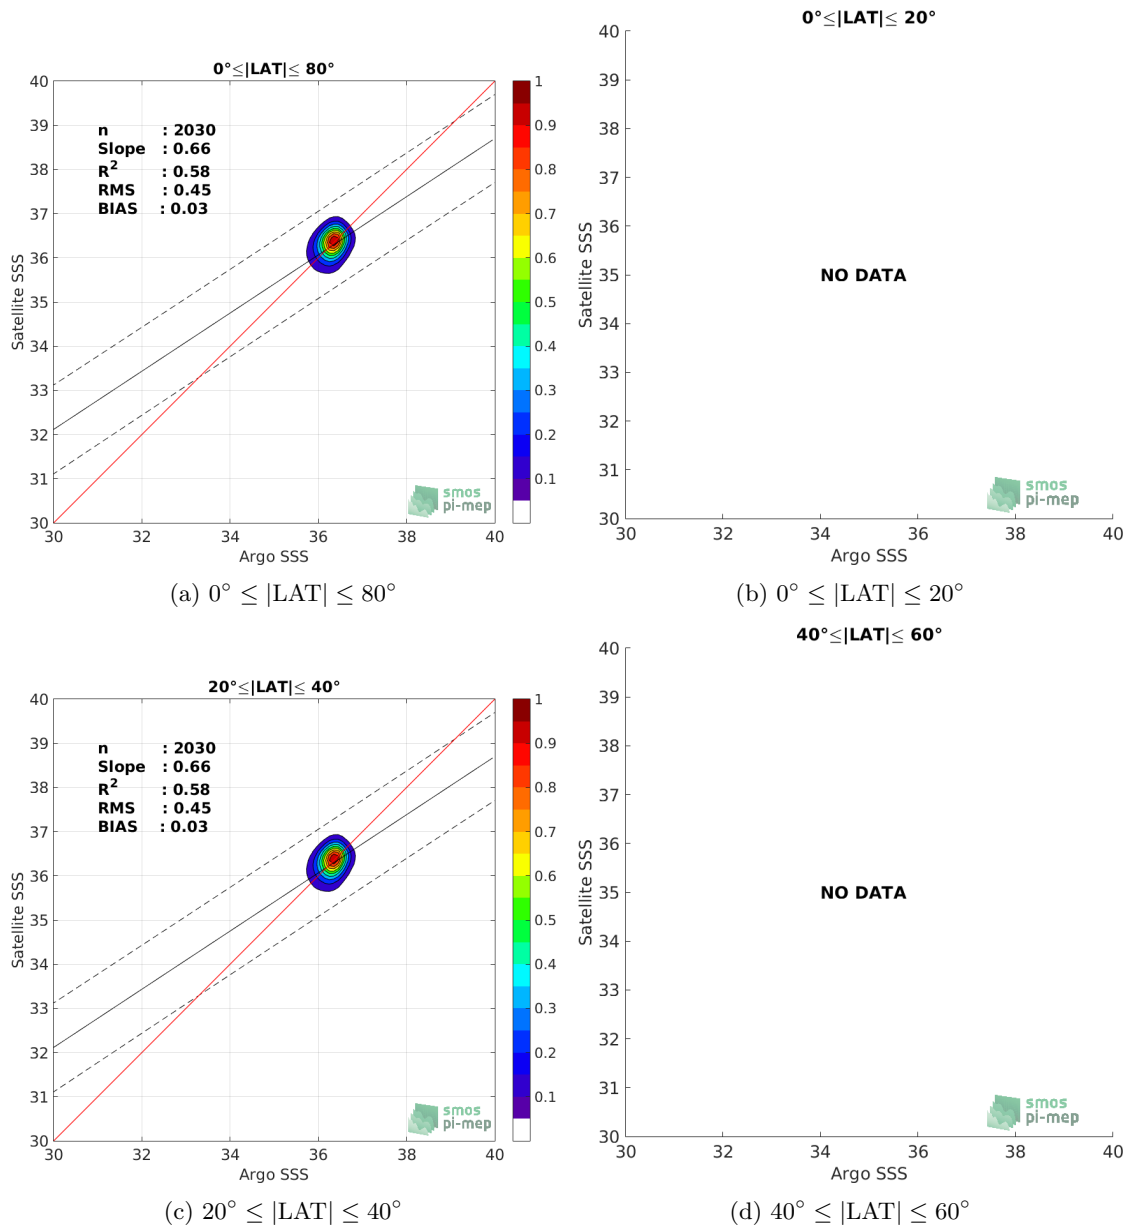 0°≤|LAT|≤ 80°
40
39
38
37
36
35
34
33
32
31
30
Satellite SSS
n : 2030
Slope : 0.66
R² : 0.58
RMS : 0.45
BIAS : 0.03
smos
pi-mep
30 32 34 36 38 40
Argo SSS
1
0.9
0.8
0.7
0.6
0.5
0.4
0.3
0.2
0.1
(a) 0° ≤ |LAT| ≤ 80°
0°≤|LAT|≤ 20°
40
39
38
37
36
35
34
33
32
31
30
Satellite SSS
NO DATA
smos
pi-mep
30 32 34 36 38 40
Argo SSS
(b) 0° ≤ |LAT| ≤ 20°
20°≤|LAT|≤ 40°
40
39
38
37
36
35
34
33
32
31
30
Satellite SSS
n : 2030
Slope : 0.66
R² : 0.58
RMS : 0.45
BIAS : 0.03
smos
pi-mep
30 32 34 36 38 40
Argo SSS
1
0.9
0.8
0.7
0.6
0.5
0.4
0.3
0.2
0.1
(c) 20° ≤ |LAT| ≤ 40°
40°≤|LAT|≤ 60°
40
39
38
37
36
35
34
33
32
31
30
Satellite SSS
NO DATA
smos
pi-mep
30 32 34 36 38 40
Argo SSS
(d) 40° ≤ |LAT| ≤ 60°